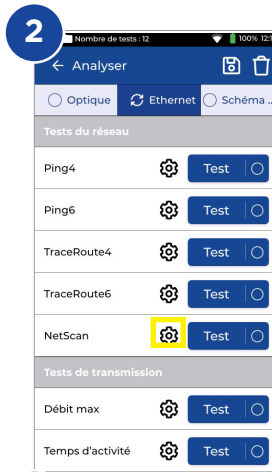 2
Nombre de tests : 12 100% 12:1
← Analyser
Optique Ethernet Schéma ..
Tests du réseau
Ping4 Test
Ping6 Test
TraceRoute4 Test
TraceRoute6 Test
NetScan Test
Tests de transmission
Débit max Test
Temps d'activité Test